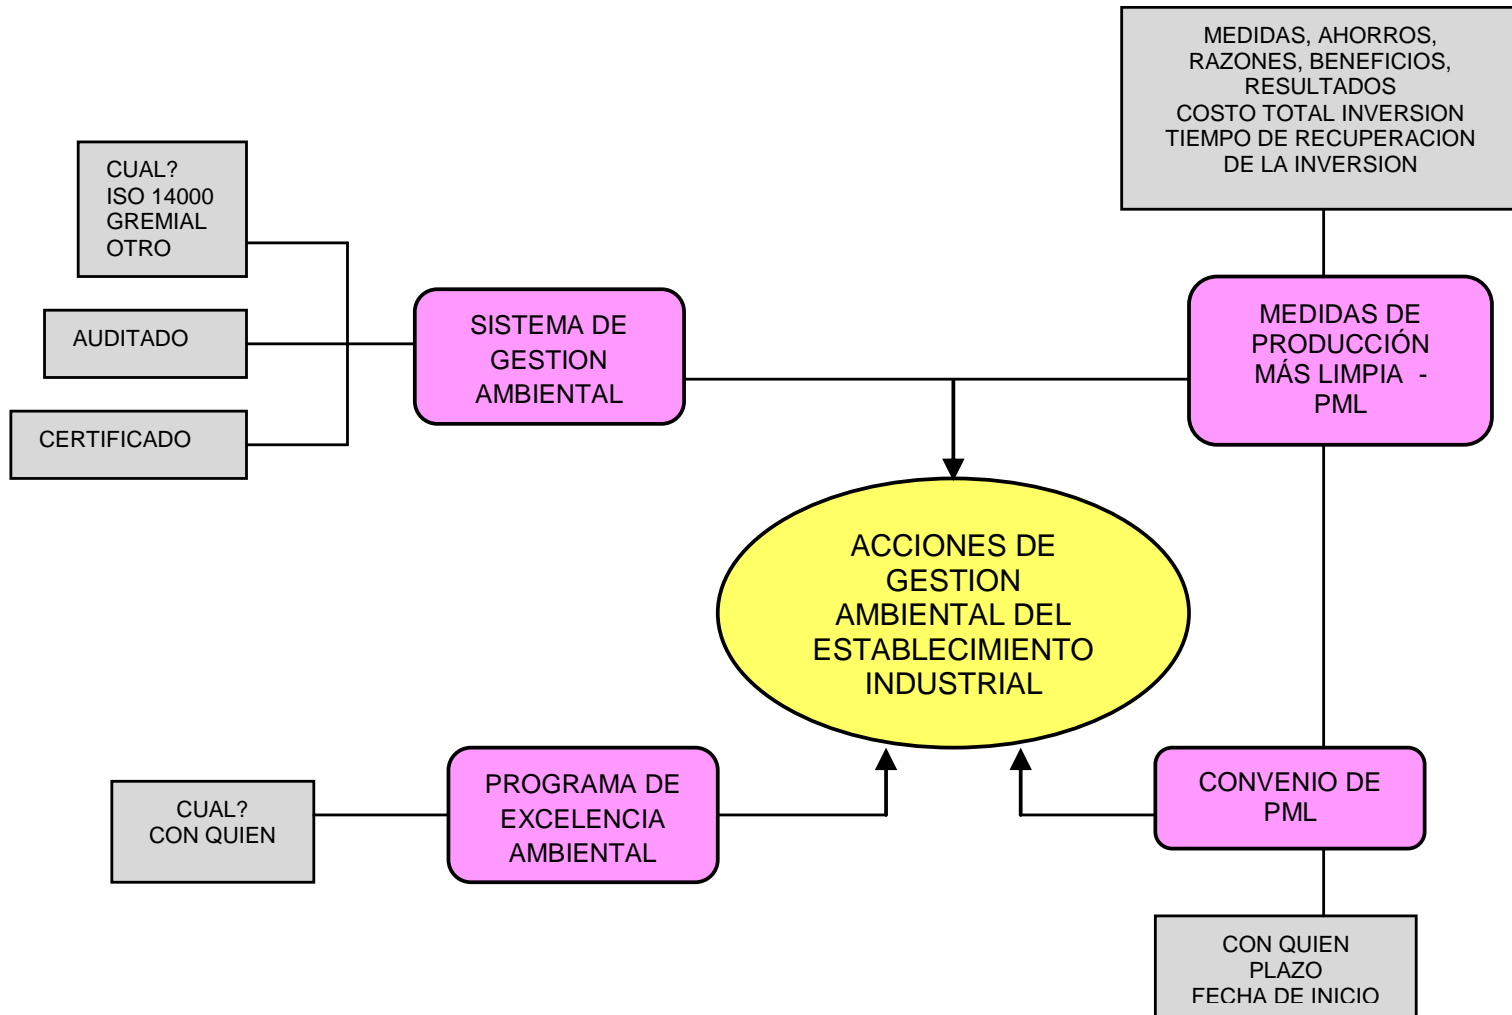 MEDIDAS, AHORROS,
RAZONES, BENEFICIOS,
RESULTADOS
COSTO TOTAL INVERSION
TIEMPO DE RECUPERACION
DE LA INVERSION
CUAL?
ISO 14000
GREMIAL
OTRO
AUDITADO
CERTIFICADO
SISTEMA DE
GESTION
AMBIENTAL
MEDIDAS DE
PRODUCCIÓN
MÁS LIMPIA -
PML
ACCIONES DE
GESTION
AMBIENTAL DEL
ESTABLECIMIENTO
INDUSTRIAL
CUAL?
CON QUIEN
PROGRAMA DE
EXCELENCIA
AMBIENTAL
CONVENIO DE
PML
CON QUIEN
PLAZO
FECHA DE INICIO